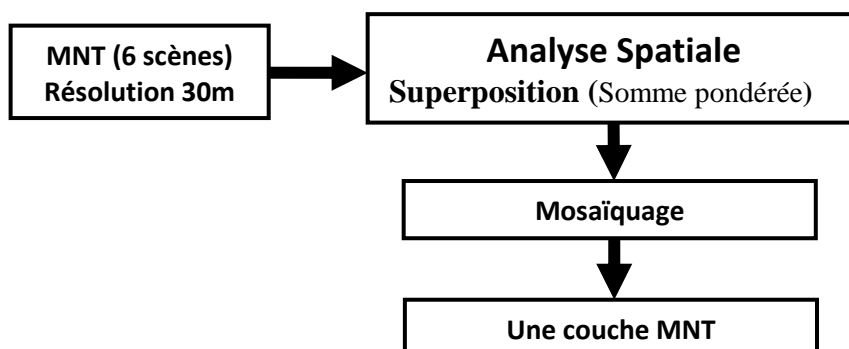 MNT (6 scènes)
Résolution 30m
Analyse Spatiale
Superposition (Somme pondérée)
Mosaïquage
Une couche MNT